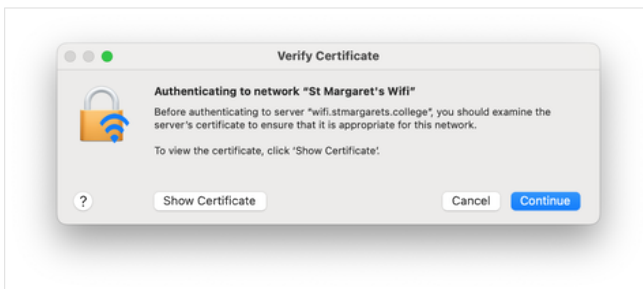 Verify Certificate
Authenticating to network “St Margaret's Wifi”
Before authenticating to server “wifi.stmargarets.college”, you should examine the
server's certificate to ensure that it is appropriate for this network.
To view the certificate, click ‘Show Certificate’.
?
Show Certificate
Cancel
Continue